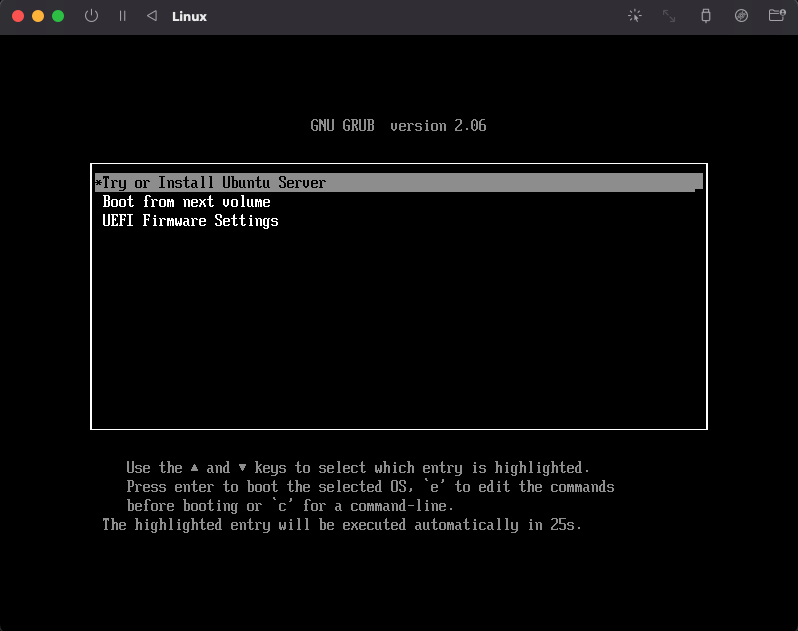 Linux
GNU GRUB  version 2.06
*Try or Install Ubuntu Server
Boot from next volume
UEFI Firmware Settings
Use the ▲ and ▼ keys to select which entry is highlighted.
Press enter to boot the selected OS, `e' to edit the commands
before booting or `c' for a command-line.
The highlighted entry will be executed automatically in 25s.